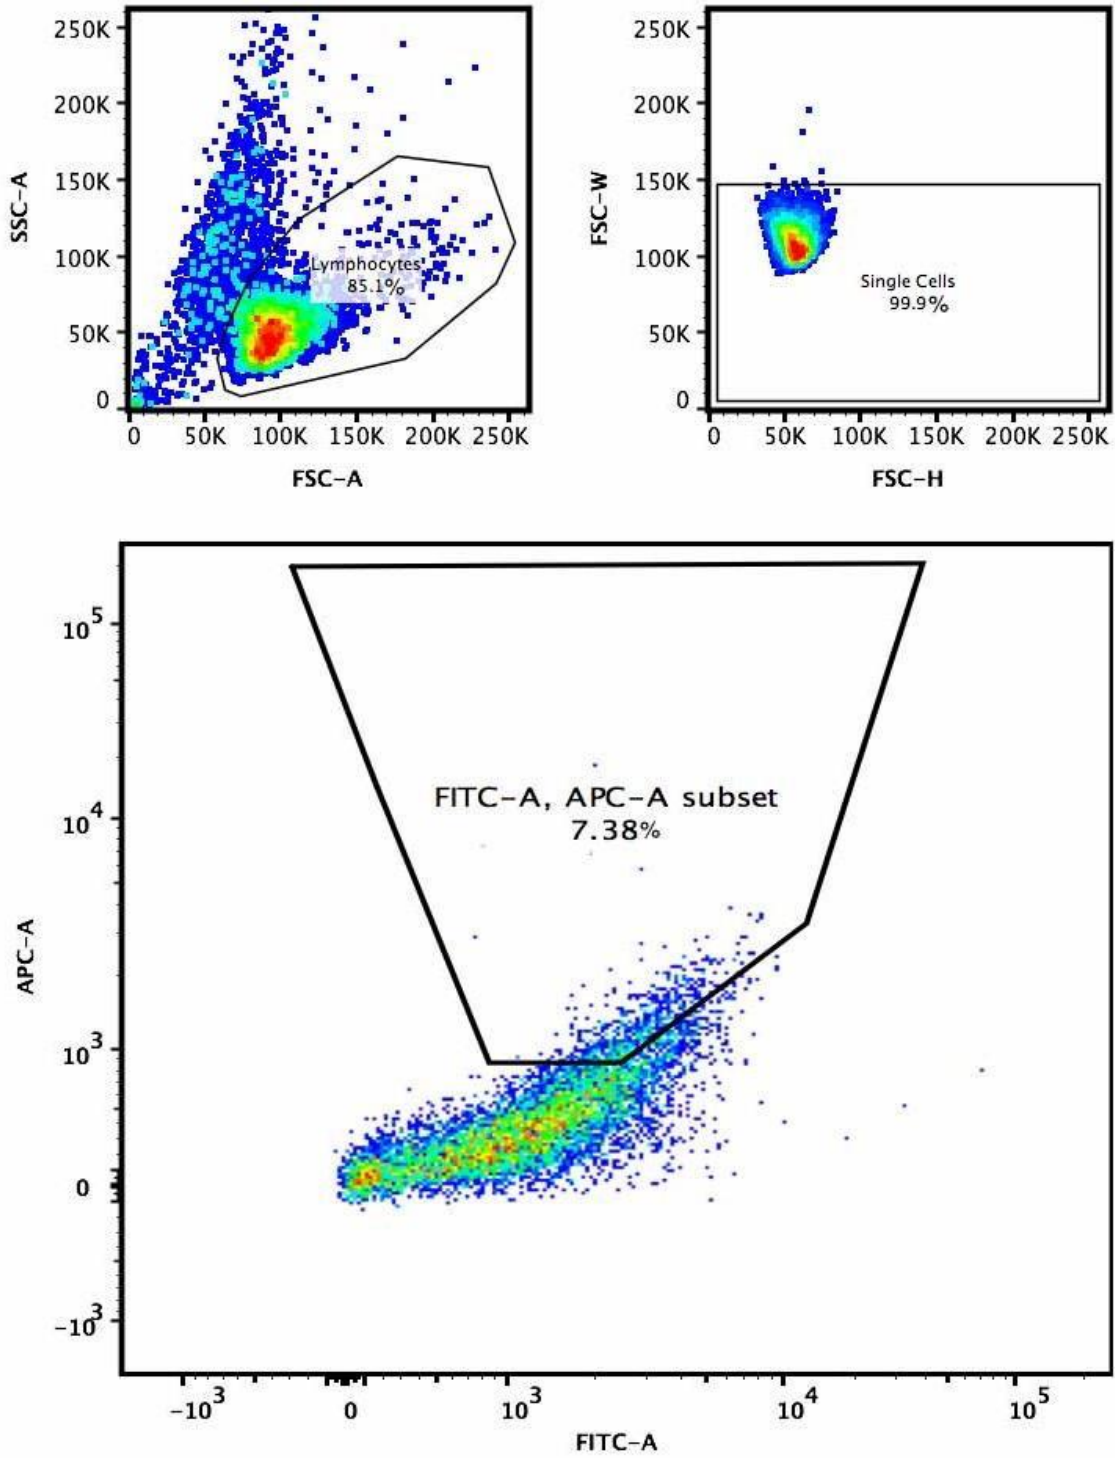 250K
200K
150K
100K
50K
0
SSC-A
Lymphocytes
85.1%
0 50K 100K 150K 200K 250K
FSC-A
250K
200K
150K
100K
50K
0
FSC-W
Single Cells
99.9%
0 50K 100K 150K 200K 250K
FSC-H
10^5
10^4
10^3
0
-10^3
APC-A
FITC-A, APC-A subset
7.38%
-10^3 0 10^3 10^4 10^5
FITC-A